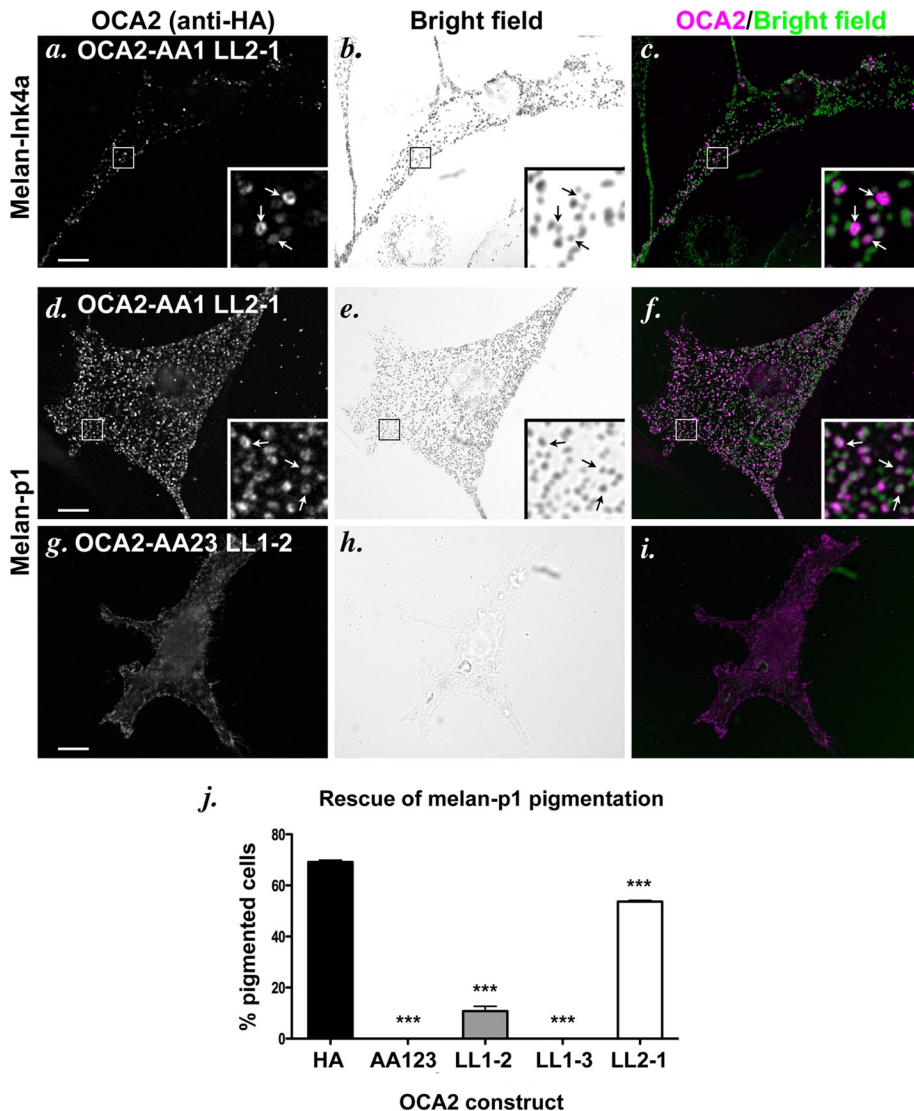 OCA2 (anti-HA) Bright field OCA2/Bright field
Melan-Ink4a
a. OCA2-AA1 LL2-1 b. c.
Melan-p1
d. OCA2-AA1 LL2-1 e. f.
g. OCA2-AA23 LL1-2 h. i.
j. Rescue of melan-p1 pigmentation
% pigmented cells
80
60
40
20
0
*** *** *** ***
HA AA123 LL1-2 LL1-3 LL2-1
OCA2 construct